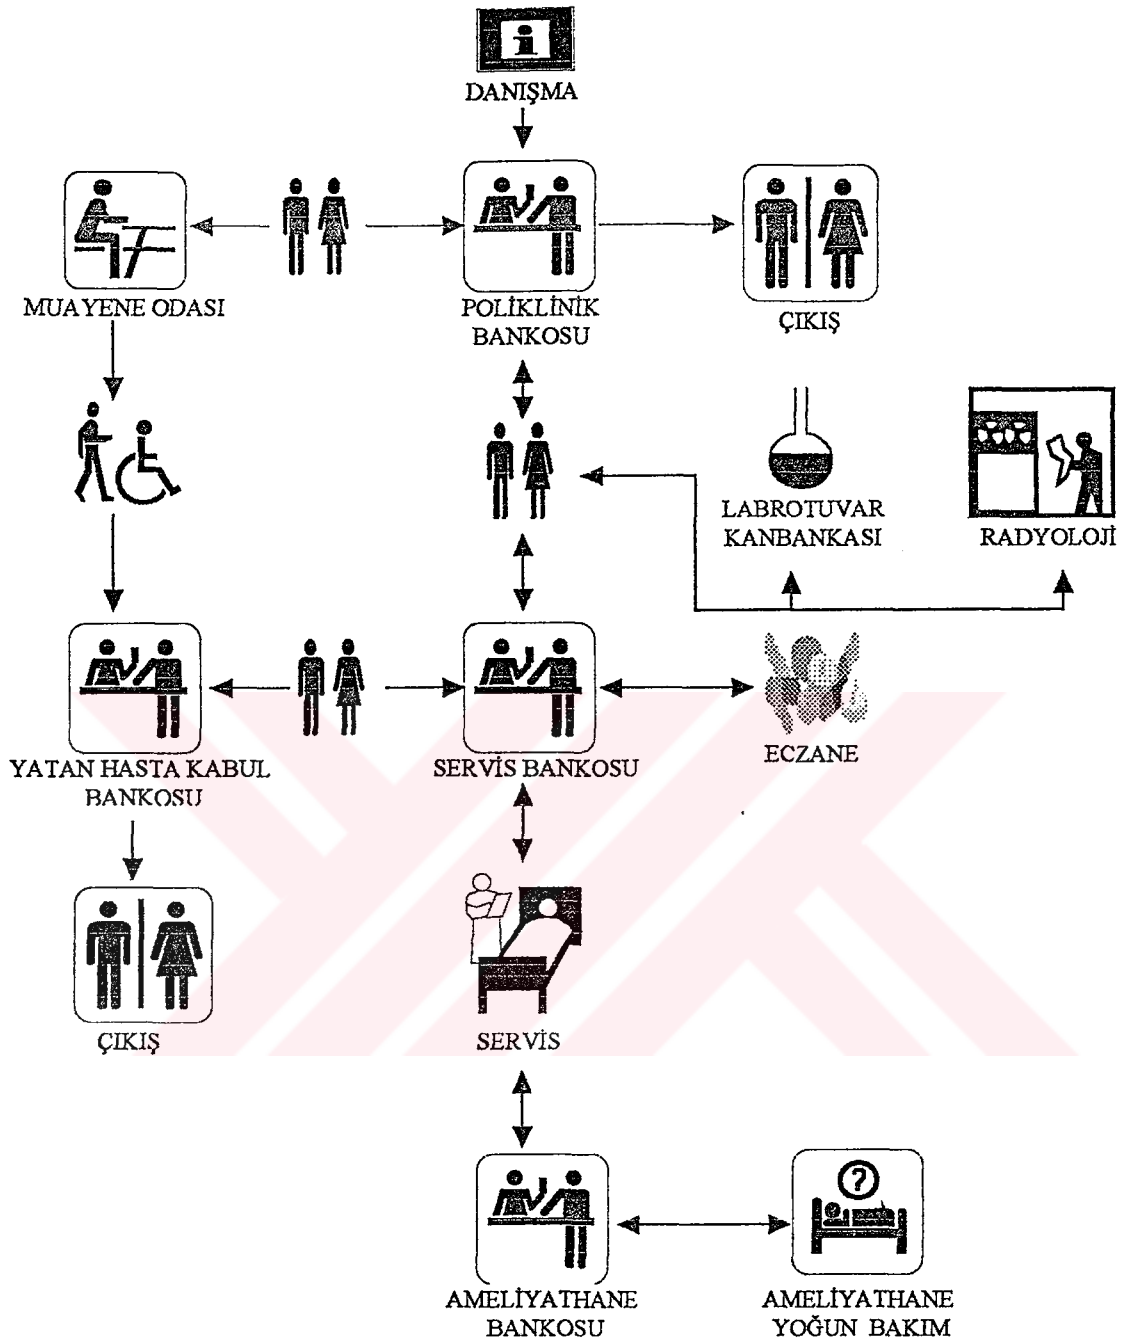 i
DANIŞMA
MUAYENE ODASI
POLİKLİNİK
BANKOSU
ÇIKIŞ
LABROTUVAR
KANBANKASI
RADYOLOJİ
YATAN HASTA KABUL
BANKOSU
SERVİS BANKOSU
ECZANE
ÇIKIŞ
SERVİS
?
AMELİYATHANE
BANKOSU
AMELİYATHANE
YOĞUN BAKIM